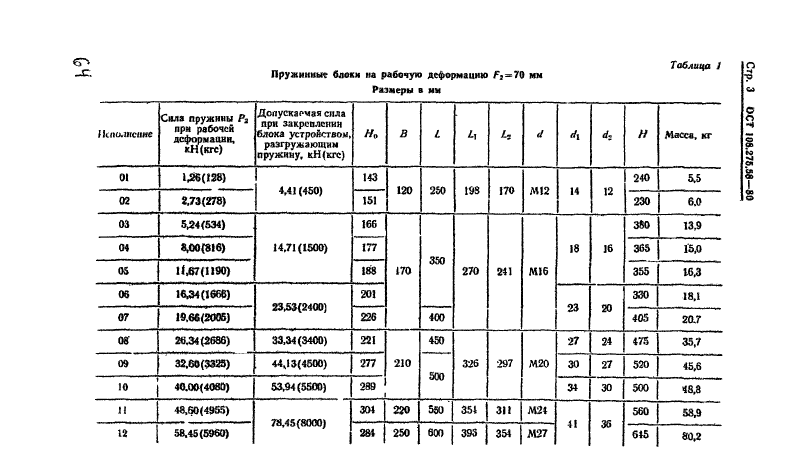 64
Таблица 1
Стр. 3 ОСТ 108.275.58—80
Пружинные блоки на рабочую деформацию F₂=70 мм
Размеры в мм
Исполнение | Сила пружины P₂ при рабочей деформации, кН(кгс) | Допускаемая сила при закреплении блока устройством, разгружающим пружину, кН(кгс) | H₀ | B | L | L₁ | L₂ | d | d₁ | d₂ | H | Масса, кг
01 | 1,26(128) | 4,41(450) | 143 | 120 | 250 | 198 | 170 | М12 | 14 | 12 | 240 | 5,5
02 | 2,73(278) | 151 | 230 | 6,0
03 | 5,24(534) | 14,71(1500) | 166 | 170 | 350 | 270 | 241 | М16 | 18 | 16 | 380 | 13,9
04 | 8,00(816) | 177 | 365 | 15,0
05 | 11,67(1190) | 188 | 355 | 16,3
06 | 16,34(1666) | 23,53(2400) | 201 | 23 | 20 | 330 | 18,1
07 | 19,66(2005) | 226 | 400 | 405 | 20.7
08 | 26,34(2686) | 33,34(3400) | 221 | 210 | 450 | 326 | 297 | М20 | 27 | 24 | 475 | 35,7
09 | 32,60(3325) | 44,13(4500) | 277 | 500 | 30 | 27 | 520 | 45,6
10 | 40,00(4080) | 53,94(5500) | 289 | 34 | 30 | 500 | 48,8
11 | 48,60(4955) | 78,45(8000) | 304 | 220 | 550 | 354 | 311 | М24 | 41 | 36 | 560 | 58,9
12 | 58,45(5960) | 284 | 250 | 600 | 393 | 354 | М27 | 645 | 80,2